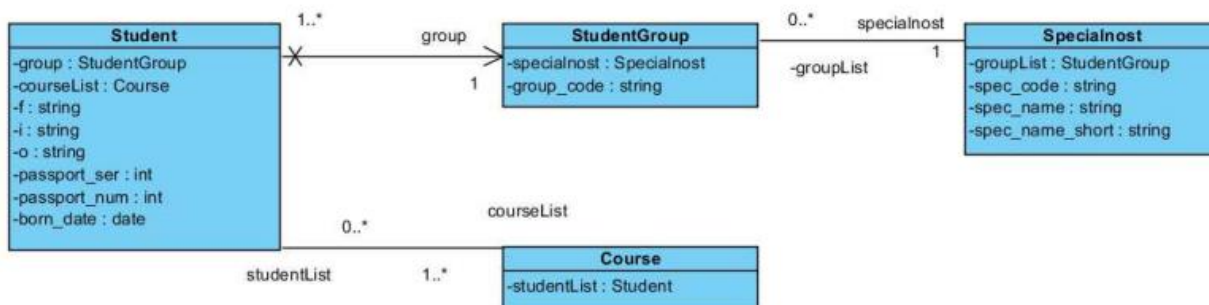 Student
-group : StudentGroup
-courseList : Course
-f : string
-i : string
-o : string
-passport_ser : int
-passport_num : int
-born_date : date
1..*
group
1
StudentGroup
-specialnost : Specialnost
-group_code : string
0..*
specialnost
-groupList
1
Specialnost
-groupList : StudentGroup
-spec_code : string
-spec_name : string
-spec_name_short : string
courseList
0..*
studentList
1..*
Course
-studentList : Student